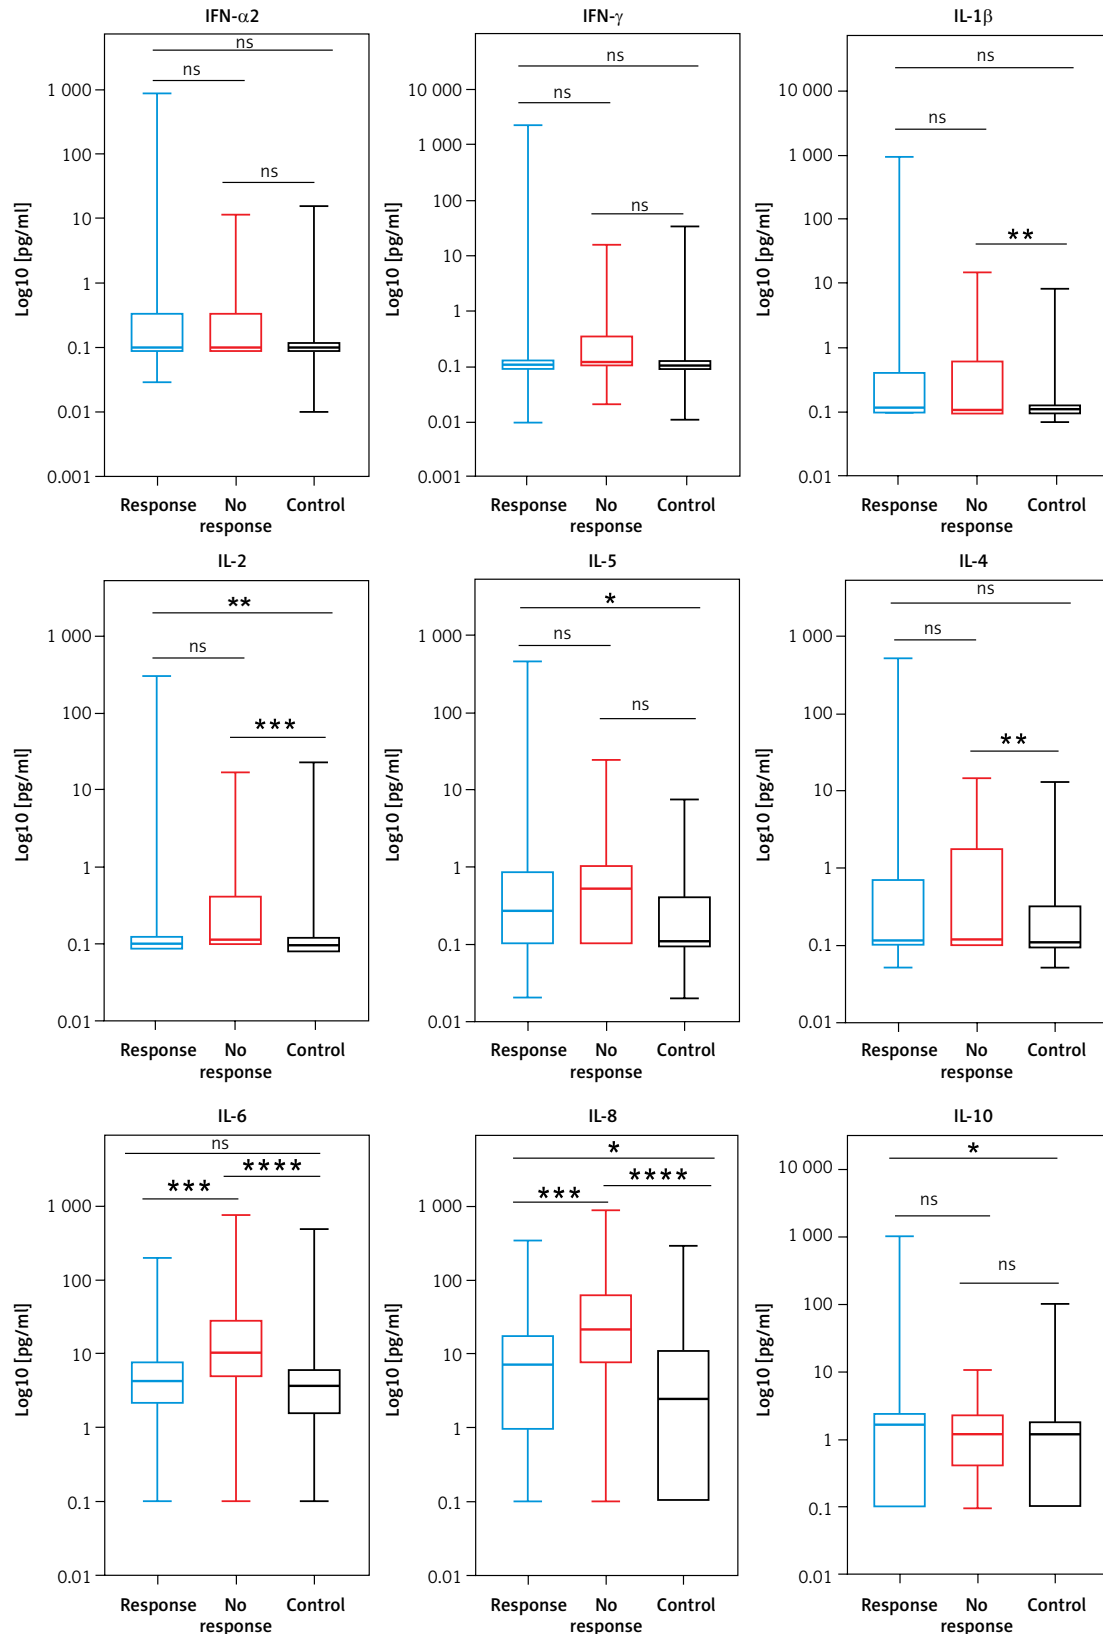 IFN-α2
ns
ns
ns
Log10 [pg/ml]
1 000
100
10
1
0.1
0.01
0.001
Response
No response
Control
IFN-γ
ns
ns
ns
Log10 [pg/ml]
10 000
1 000
100
10
1
0.1
0.01
0.001
Response
No response
Control
IL-1β
ns
ns
**
Log10 [pg/ml]
10 000
1 000
100
10
1
0.1
0.01
Response
No response
Control
IL-2
**
ns
***
Log10 [pg/ml]
1 000
100
10
1
0.1
0.01
Response
No response
Control
IL-5
*
ns
ns
Log10 [pg/ml]
1 000
100
10
1
0.1
0.01
Response
No response
Control
IL-4
ns
ns
**
Log10 [pg/ml]
1 000
100
10
1
0.1
0.01
Response
No response
Control
IL-6
ns
****
***
Log10 [pg/ml]
1 000
100
10
1
0.1
0.01
Response
No response
Control
IL-8
*
****
***
Log10 [pg/ml]
1 000
100
10
1
0.1
0.01
Response
No response
Control
IL-10
*
ns
ns
Log10 [pg/ml]
10 000
1 000
100
10
1
0.1
0.01
Response
No response
Control